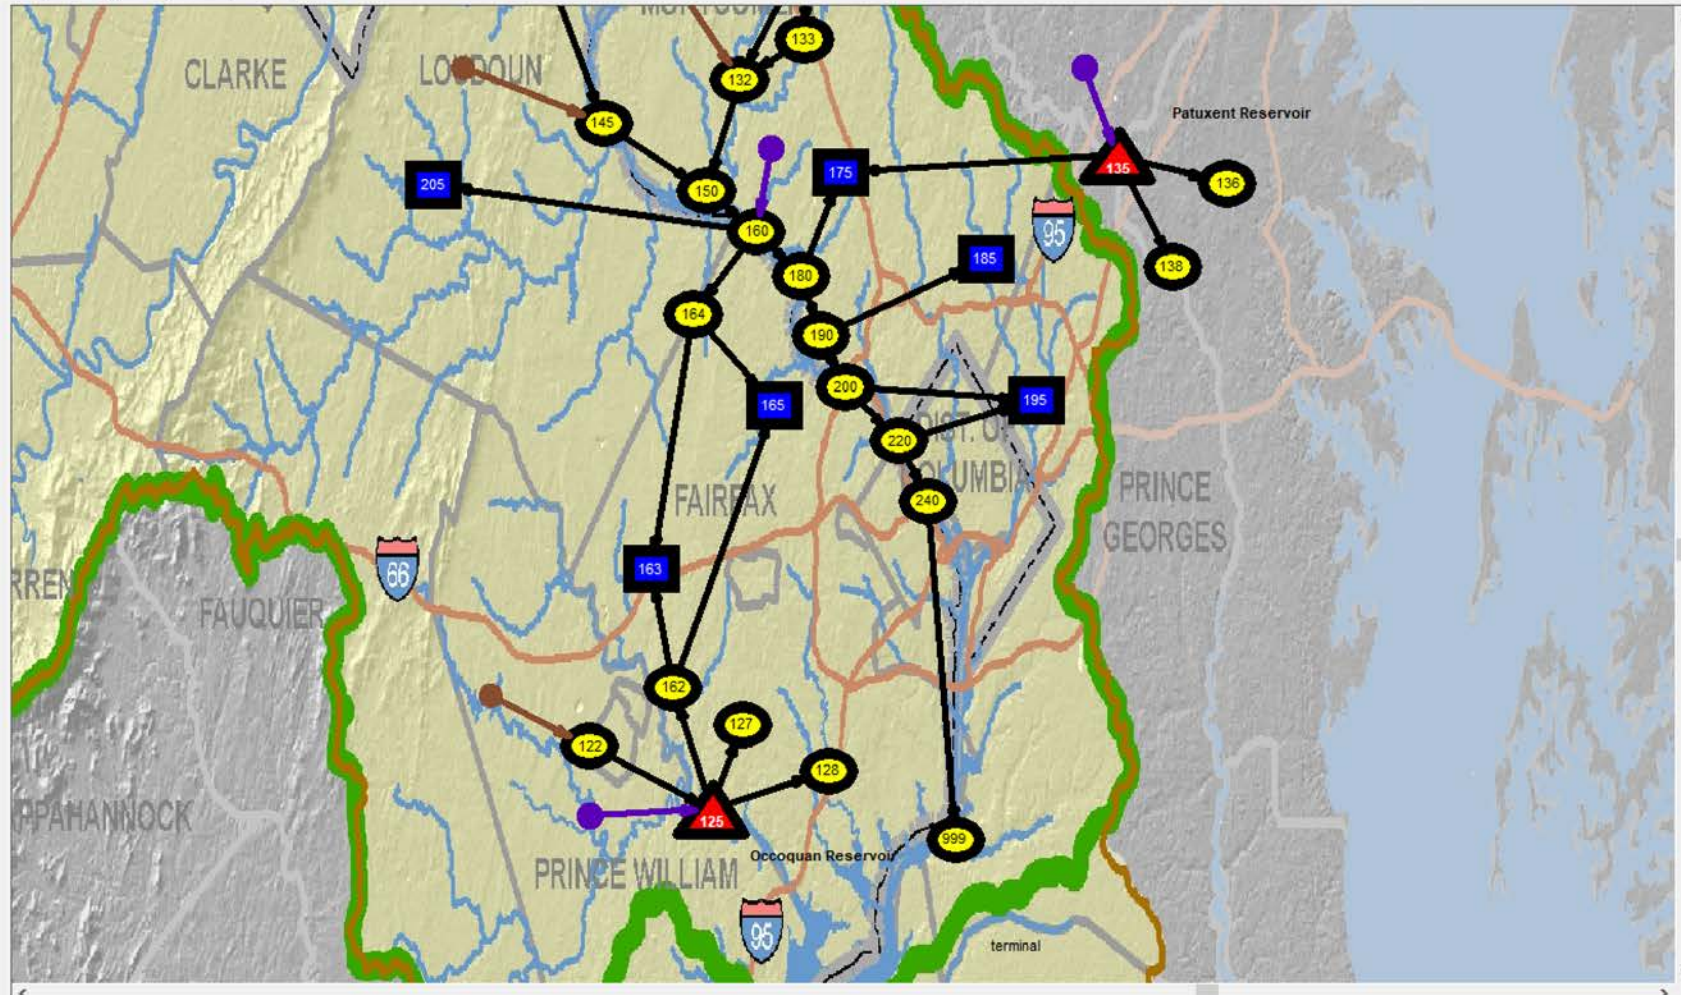 133
CLARKE
LOUDOUN
132
Patuxent Reservoir
145
175
135
205
150
136
160
95
185
138
180
164
190
200
165
195
220
DIST. OF
COLUMBIA
FAIRFAX
240
PRINCE
GEORGES
163
66
FAUQUIER
162
127
122
128
125
PPAHANNOCK
999
Occoquan Reservoir
PRINCE WILLIAM
95
terminal